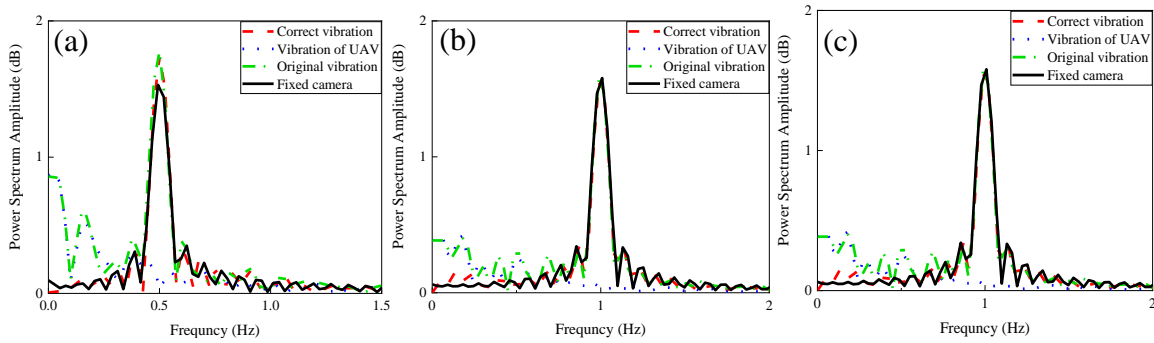 (a)
Correct vibration
Vibration of UAV
Original vibration
Fixed camera
Power Spectrum Amplitude (dB)
2
1
0
0.0 0.5 1.0 1.5
Frequncy (Hz)
(b)
Correct vibration
Vibration of UAV
Original vibration
Fixed camera
Power Spectrum Amplitude (dB)
2
1
0
0 1 2
Frequncy (Hz)
(c)
Correct vibration
Vibration of UAV
Original vibration
Fixed camera
Power Spectrum Amplitude (dB)
2
1
0
0 1 2
Frequncy (Hz)